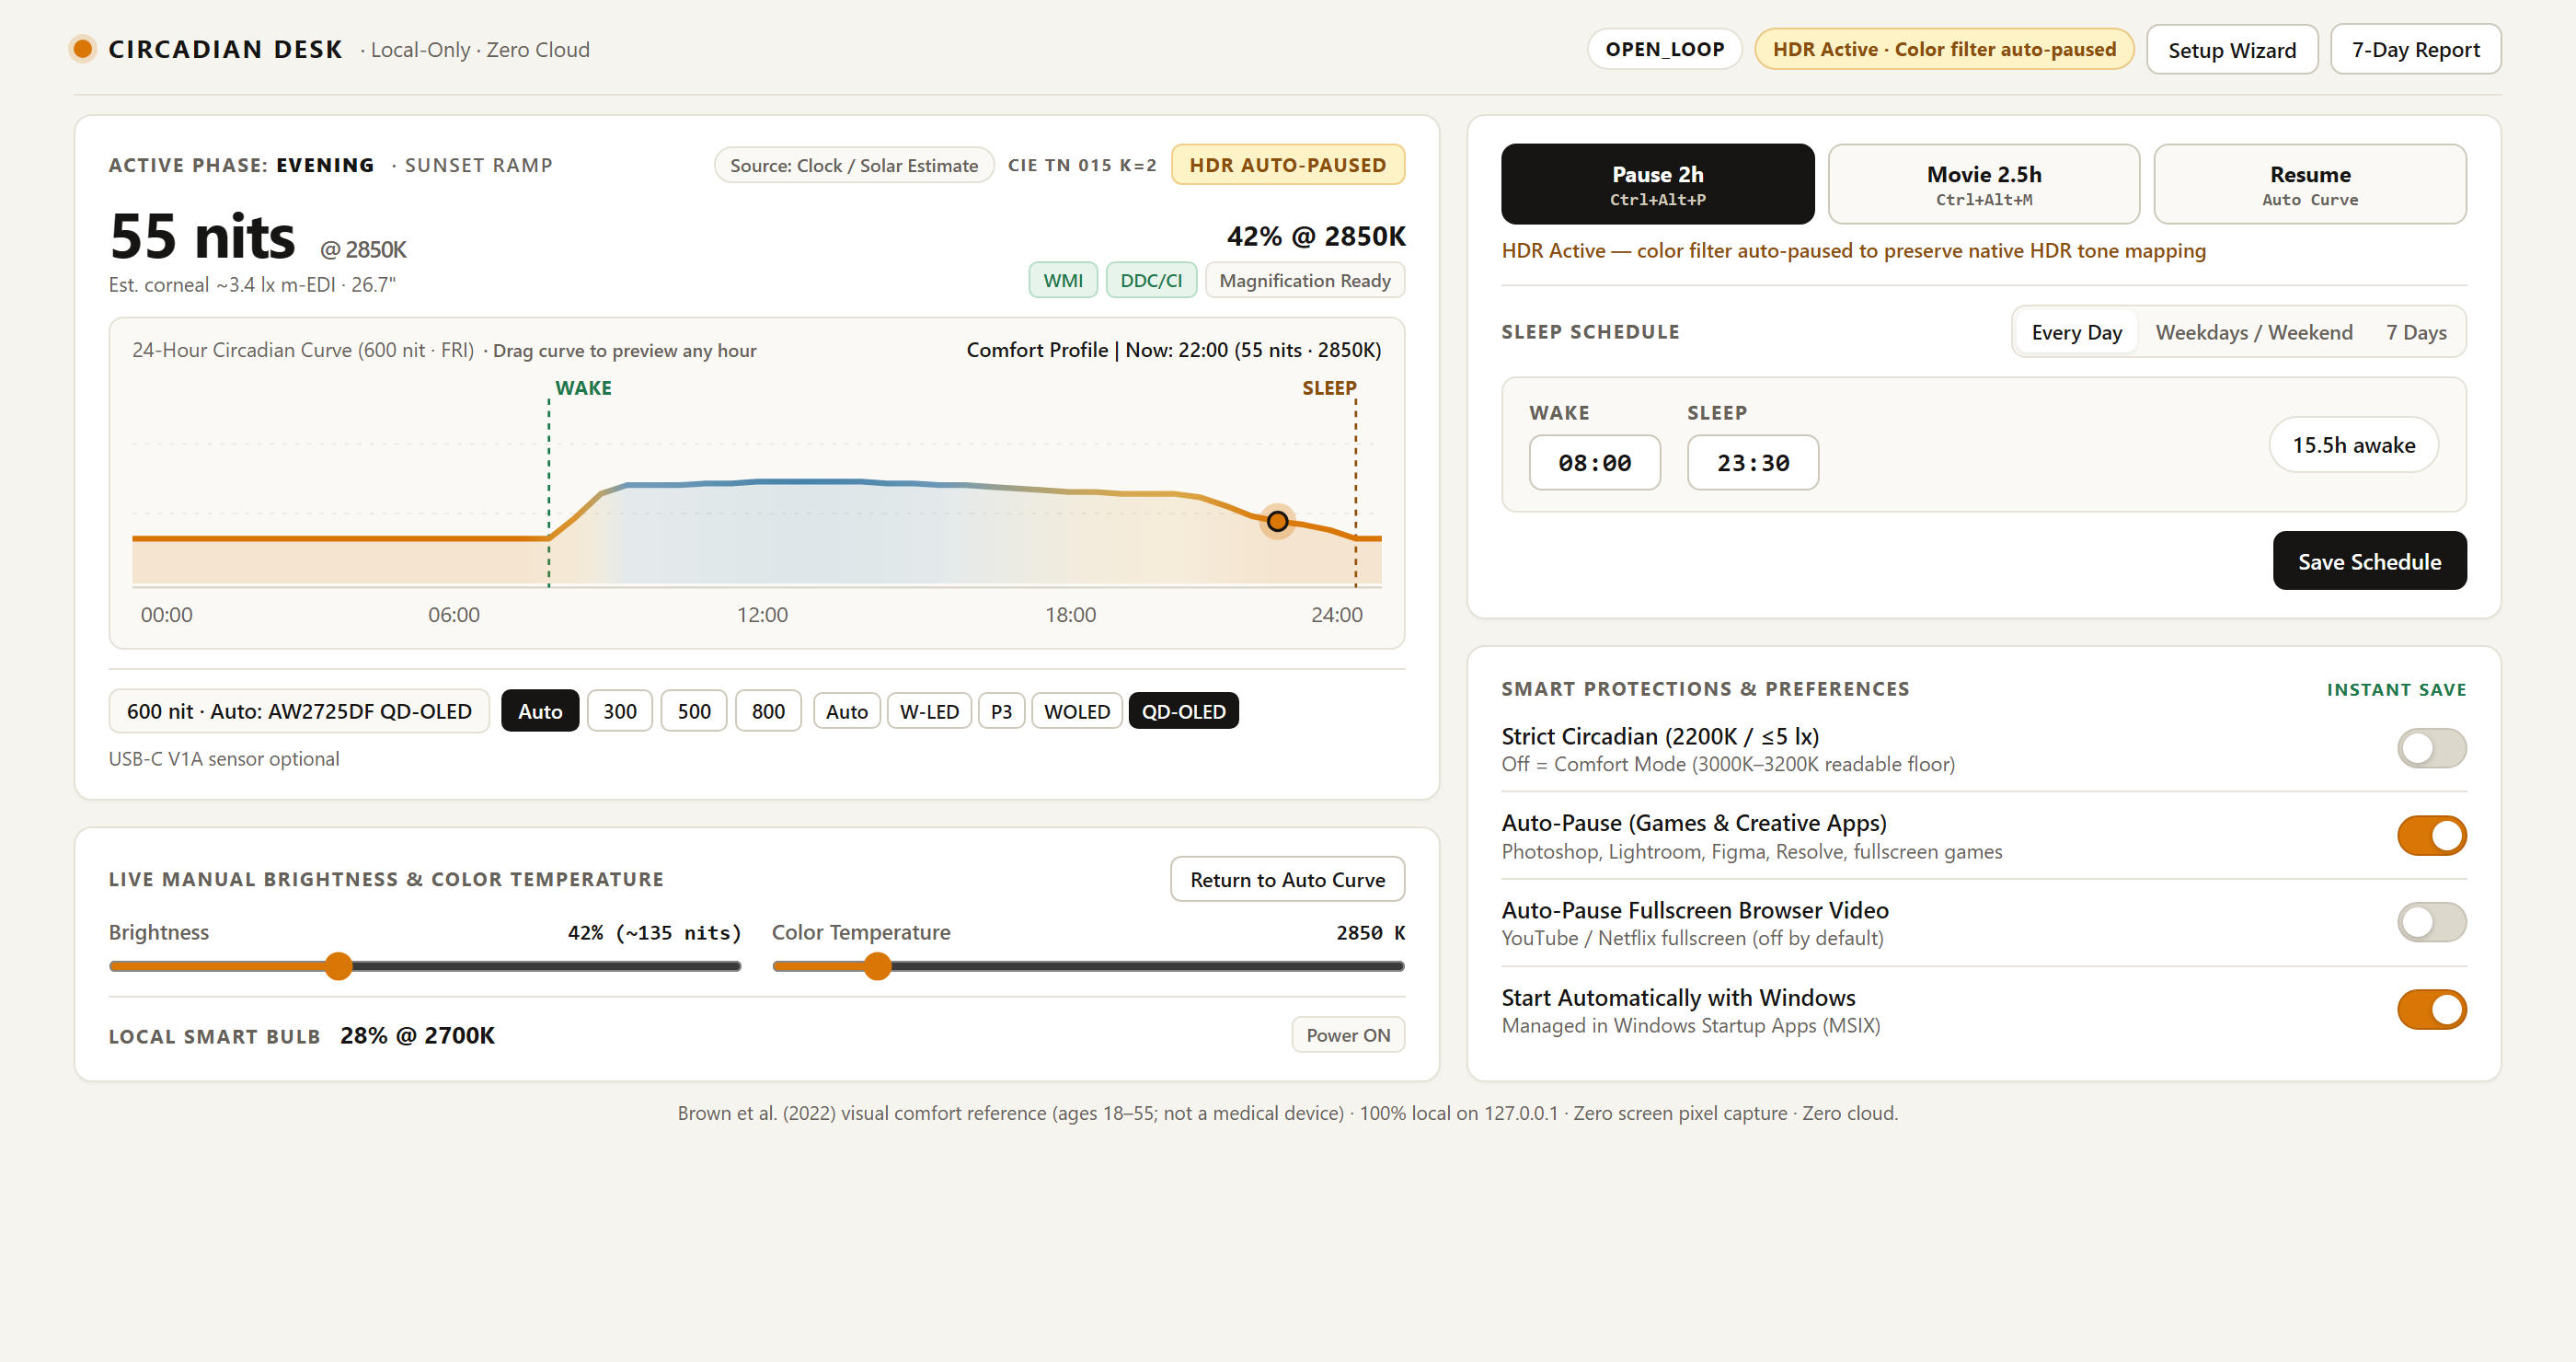 CIRCADIAN DESK · Local-Only · Zero Cloud
OPEN_LOOP
HDR Active · Color filter auto-paused
Setup Wizard
7-Day Report
ACTIVE PHASE: EVENING · SUNSET RAMP
Source: Clock / Solar Estimate
CIE TN 015 K=2
HDR AUTO-PAUSED
55 nits @ 2850K
Est. corneal ~3.4 lx m-EDI · 26.7"
42% @ 2850K
WMI
DDC/CI
Magnification Ready
24-Hour Circadian Curve (600 nit · FRI) · Drag curve to preview any hour
Comfort Profile | Now: 22:00 (55 nits · 2850K)
WAKE
SLEEP
00:00
06:00
12:00
18:00
24:00
600 nit · Auto: AW2725DF QD-OLED
Auto
300
500
800
Auto
W-LED
P3
WOLED
QD-OLED
USB-C V1A sensor optional
LIVE MANUAL BRIGHTNESS & COLOR TEMPERATURE
Return to Auto Curve
Brightness
42% (~135 nits)
Color Temperature
2850 K
LOCAL SMART BULB 28% @ 2700K
Power ON
Pause 2h
Ctrl+Alt+P
Movie 2.5h
Ctrl+Alt+M
Resume
Auto Curve
HDR Active — color filter auto-paused to preserve native HDR tone mapping
SLEEP SCHEDULE
Every Day
Weekdays / Weekend
7 Days
WAKE
SLEEP
08:00
23:30
15.5h awake
Save Schedule
SMART PROTECTIONS & PREFERENCES
INSTANT SAVE
Strict Circadian (2200K / ≤5 lx)
Off = Comfort Mode (3000K–3200K readable floor)
Auto-Pause (Games & Creative Apps)
Photoshop, Lightroom, Figma, Resolve, fullscreen games
Auto-Pause Fullscreen Browser Video
YouTube / Netflix fullscreen (off by default)
Start Automatically with Windows
Managed in Windows Startup Apps (MSIX)
Brown et al. (2022) visual comfort reference (ages 18–55; not a medical device) · 100% local on 127.0.0.1 · Zero screen pixel capture · Zero cloud.